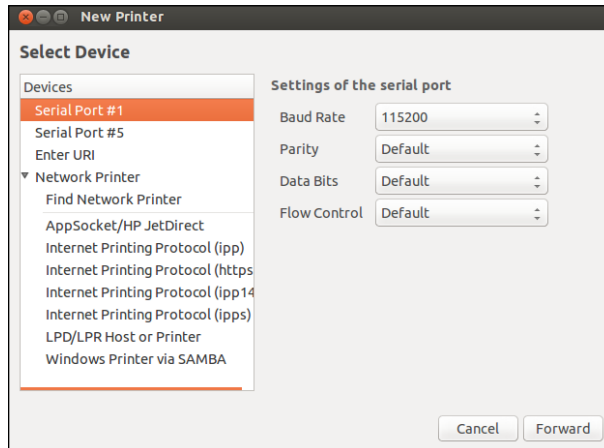 New Printer
Select Device
Devices
Serial Port #1
Serial Port #5
Enter URI
Network Printer
Find Network Printer
AppSocket/HP JetDirect
Internet Printing Protocol (ipp)
Internet Printing Protocol (https
Internet Printing Protocol (ipp14
Internet Printing Protocol (ipps)
LPD/LPR Host or Printer
Windows Printer via SAMBA
Settings of the serial port
Baud Rate 115200
Parity Default
Data Bits Default
Flow Control Default
Cancel Forward